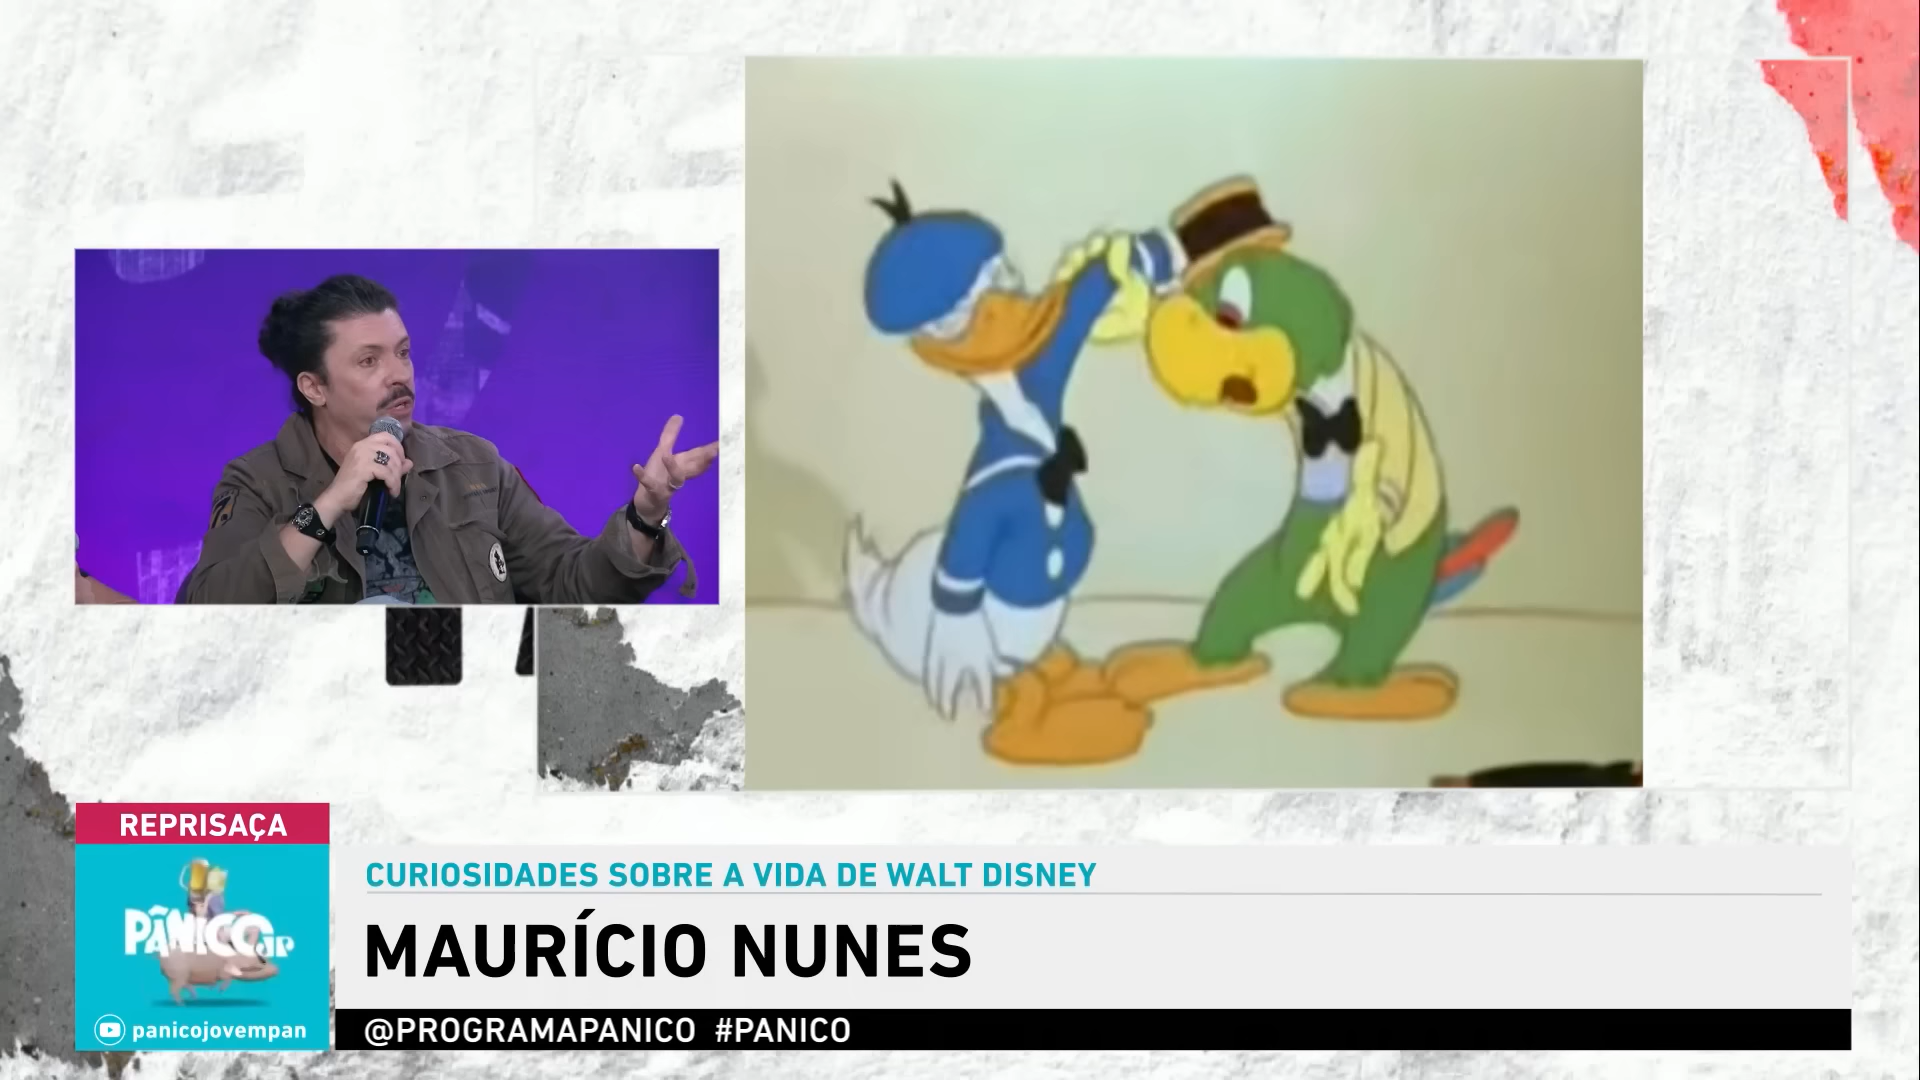 REPRISAÇA
PÂNICO JP
panicojovempan
CURIOSIDADES SOBRE A VIDA DE WALT DISNEY
MAURÍCIO NUNES
@PROGRAMAPANICO #PANICO